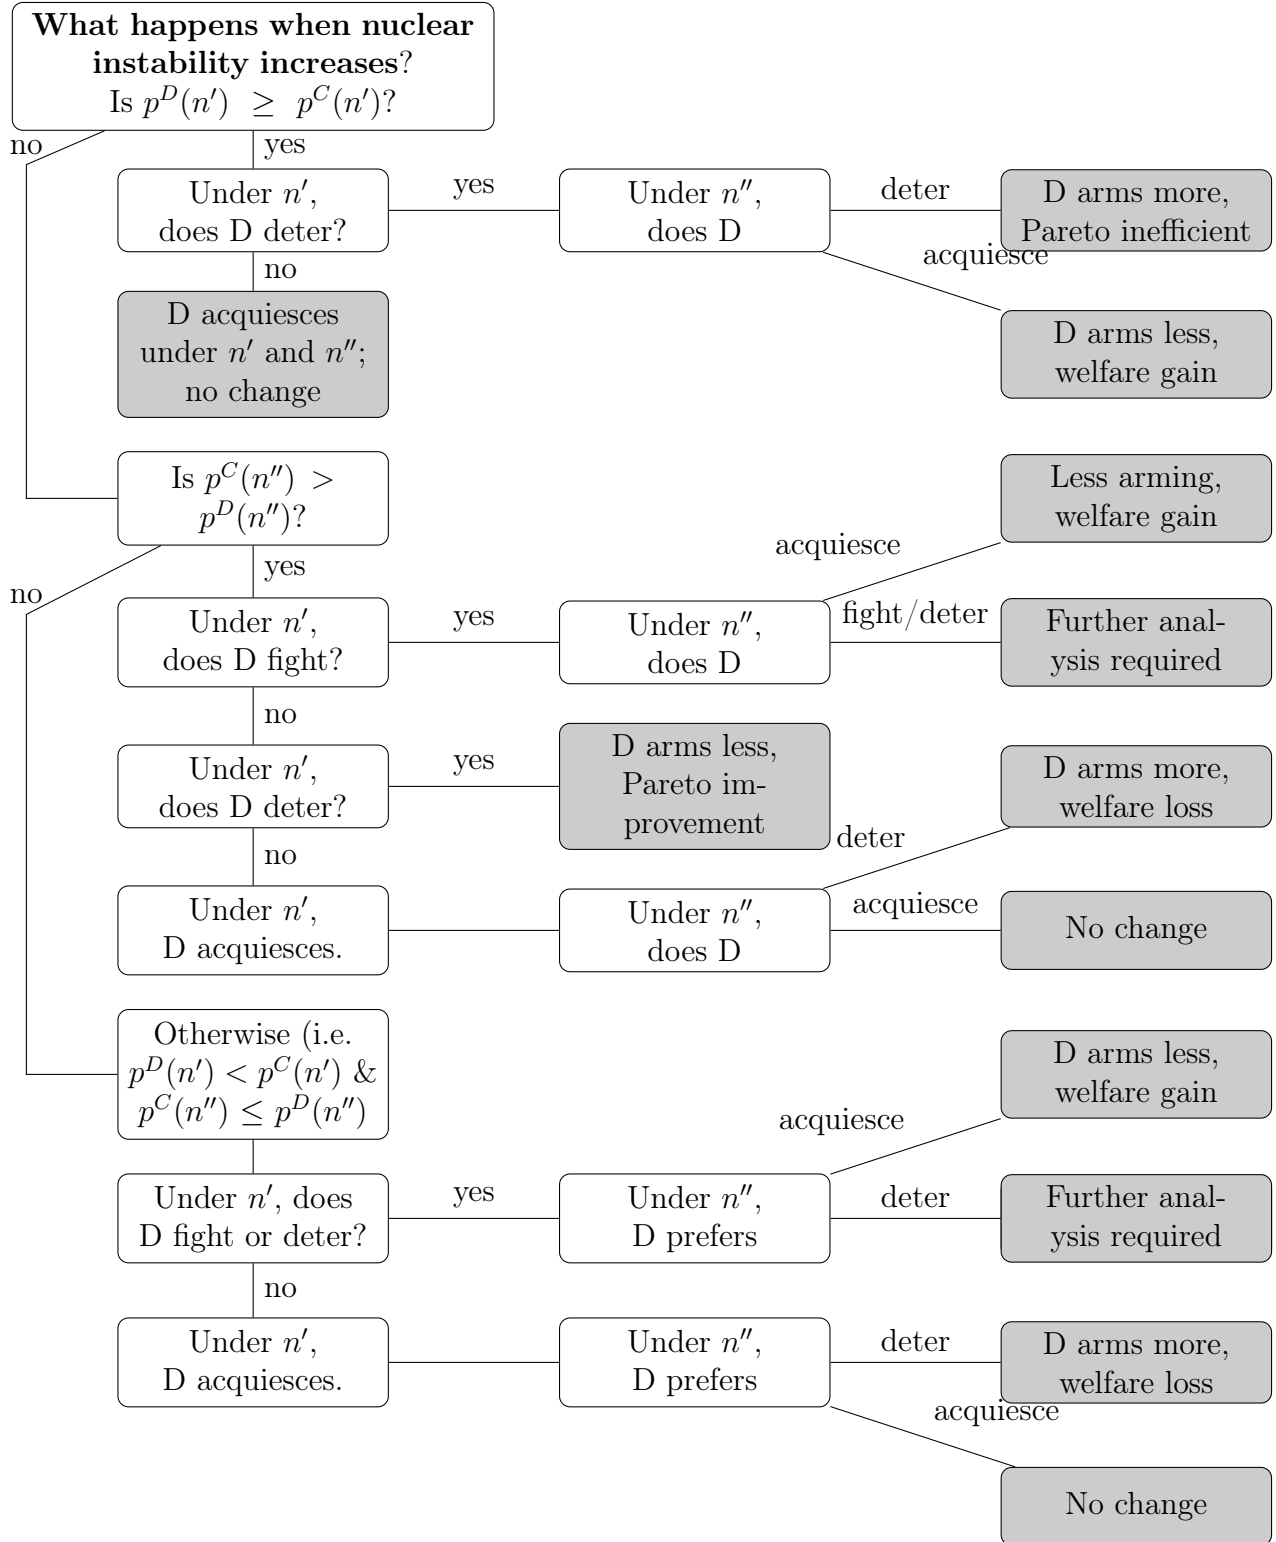 What happens when nuclear
instability increases?
Is p^D(n′) ≥ p^C(n′)?
no
yes
Under n′,
does D deter?
yes
Under n″,
does D
deter
D arms more,
Pareto inefficient
acquiesce
no
D acquiesces
under n′ and n″;
no change
D arms less,
welfare gain
Is p^C(n″) >
p^D(n″)?
Less arming,
welfare gain
acquiesce
no
yes
Under n′,
does D fight?
yes
Under n″,
does D
fight/deter
Further anal-
ysis required
no
Under n′,
does D deter?
yes
D arms less,
Pareto im-
provement
D arms more,
welfare loss
deter
no
Under n′,
D acquiesces.
Under n″,
does D
acquiesce
No change
Otherwise (i.e.
p^D(n′) < p^C(n′) &
p^C(n″) ≤ p^D(n″)
D arms less,
welfare gain
acquiesce
Under n′, does
D fight or deter?
yes
Under n″,
D prefers
deter
Further anal-
ysis required
no
Under n′,
D acquiesces.
Under n″,
D prefers
deter
D arms more,
welfare loss
acquiesce
No change